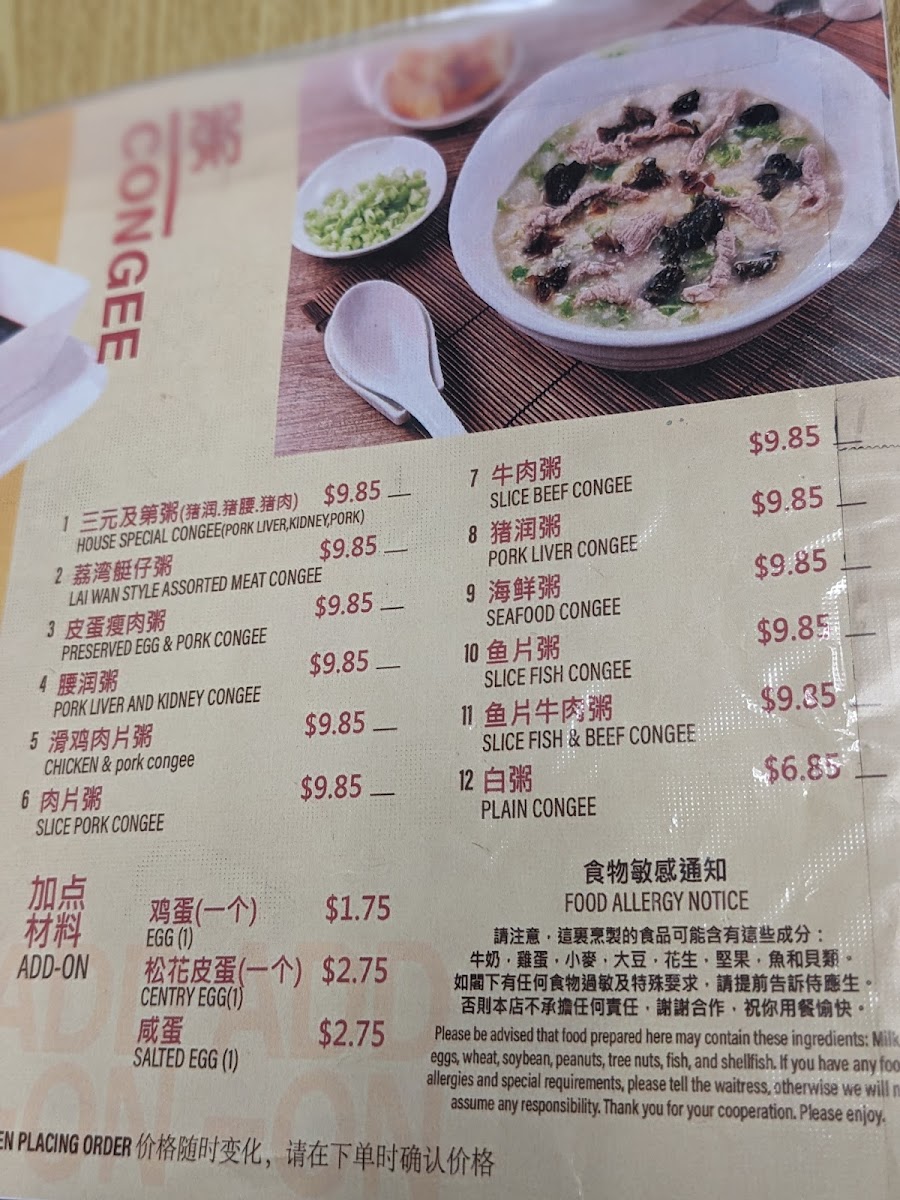 粥
CONGEE
1 三元及第粥(猪润.猪腰.猪肉) $9.85
HOUSE SPECIAL CONGEE(PORK LIVER,KIDNEY,PORK)
2 荔湾艇仔粥 $9.85
LAI WAN STYLE ASSORTED MEAT CONGEE
3 皮蛋瘦肉粥 $9.85
PRESERVED EGG & PORK CONGEE
4 腰润粥 $9.85
PORK LIVER AND KIDNEY CONGEE
5 滑鸡肉片粥 $9.85
CHICKEN & pork congee
6 肉片粥 $9.85
SLICE PORK CONGEE
7 牛肉粥 $9.85
SLICE BEEF CONGEE
8 猪润粥 $9.85
PORK LIVER CONGEE
9 海鲜粥 $9.85
SEAFOOD CONGEE
10 鱼片粥 $9.85
SLICE FISH CONGEE
11 鱼片牛肉粥 $9.85
SLICE FISH & BEEF CONGEE
12 白粥 $6.85
PLAIN CONGEE
加点
材料
ADD-ON
鸡蛋(一个) $1.75
EGG (1)
松花皮蛋(一个) $2.75
CENTRY EGG(1)
咸蛋 $2.75
SALTED EGG (1)
食物敏感通知
FOOD ALLERGY NOTICE
請注意，這裏烹製的食品可能含有這些成分：
牛奶，雞蛋，小麥，大豆，花生，堅果，魚和貝類。
如閣下有任何食物過敏及特殊要求，請提前告訴侍應生。
否則本店不承擔任何責任，謝謝合作，祝你用餐愉快。
Please be advised that food prepared here may contain these ingredients: Milk
eggs, wheat, soybean, peanuts, tree nuts, fish, and shellfish. If you have any foo
allergies and special requirements, please tell the waitress, otherwise we will n
assume any responsibility. Thank you for your cooperation. Please enjoy.
EN PLACING ORDER 价格随时变化，请在下单时确认价格